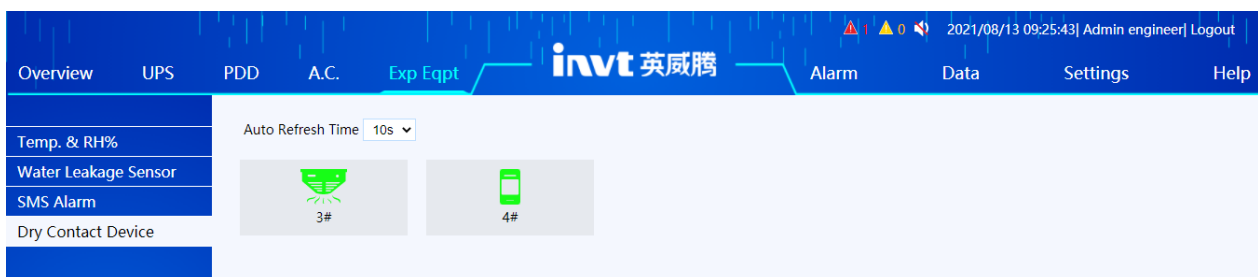 1 0 2021/08/13 09:25:43| Admin engineer| Logout
Overview UPS PDD A.C. Exp Eqpt invt 英威腾 Alarm Data Settings Help
Auto Refresh Time 10s
Temp. & RH%
Water Leakage Sensor
SMS Alarm
Dry Contact Device
3# 4#